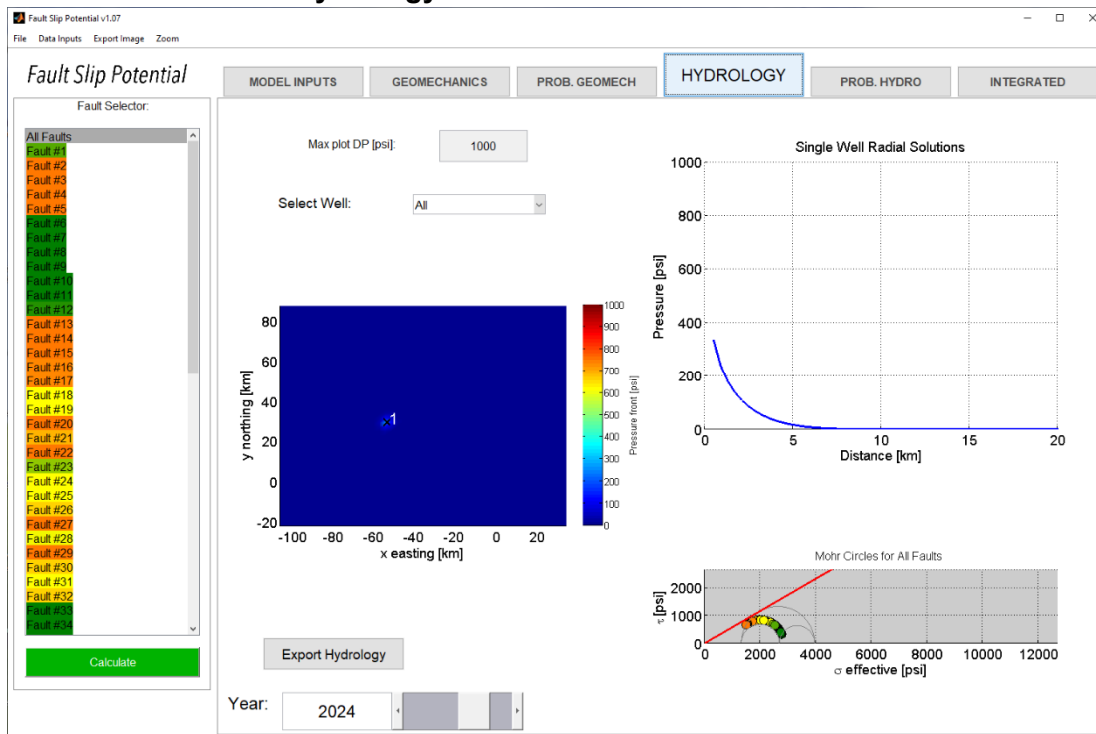 Fault Slip Potential v1.07
File Data Inputs Export Image Zoom
Fault Slip Potential
MODEL INPUTS GEOMECHANICS PROB. GEOMECH HYDROLOGY PROB. HYDRO INTEGRATED
Fault Selector:
All Faults
Fault #1
Fault #2
Fault #3
Fault #4
Fault #5
Fault #6
Fault #7
Fault #8
Fault #9
Fault #10
Fault #11
Fault #12
Fault #13
Fault #14
Fault #15
Fault #16
Fault #17
Fault #18
Fault #19
Fault #20
Fault #21
Fault #22
Fault #23
Fault #24
Fault #25
Fault #26
Fault #27
Fault #28
Fault #29
Fault #30
Fault #31
Fault #32
Fault #33
Fault #34
Calculate
Max plot DP [psi]: 1000
Select Well: All
80
60
40
20
0
-20
y northing [km]
1
-100 -80 -60 -40 -20 0 20
x easting [km]
1000
900
800
700
600
500
400
300
200
100
0
Pressure front [psi]
Export Hydrology
Year: 2024
Single Well Radial Solutions
1000
800
600
400
200
0
Pressure [psi]
0 5 10 15 20
Distance [km]
Mohr Circles for All Faults
2000
1000
0
τ [psi]
0 2000 4000 6000 8000 10000 12000
σ effective [psi]